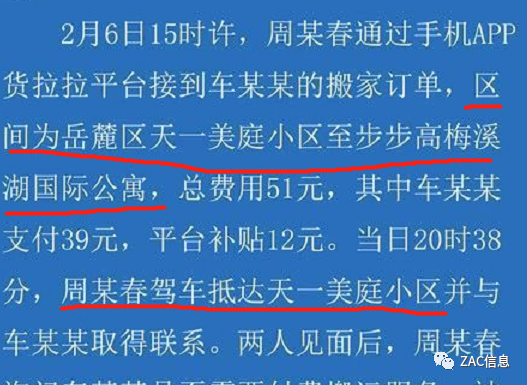 2月6日15时许，周某春通过手机APP
货拉拉平台接到车某某的搬家订单，区
间为岳麓区天一美庭小区至步步高梅溪
湖国际公寓，总费用51元，其中车某某
支付39元，平台补贴12元。当日20时38
分，周某春驾车抵达天一美庭小区并与
车某某取得联系。两人见面后，周某春
ZAC信息